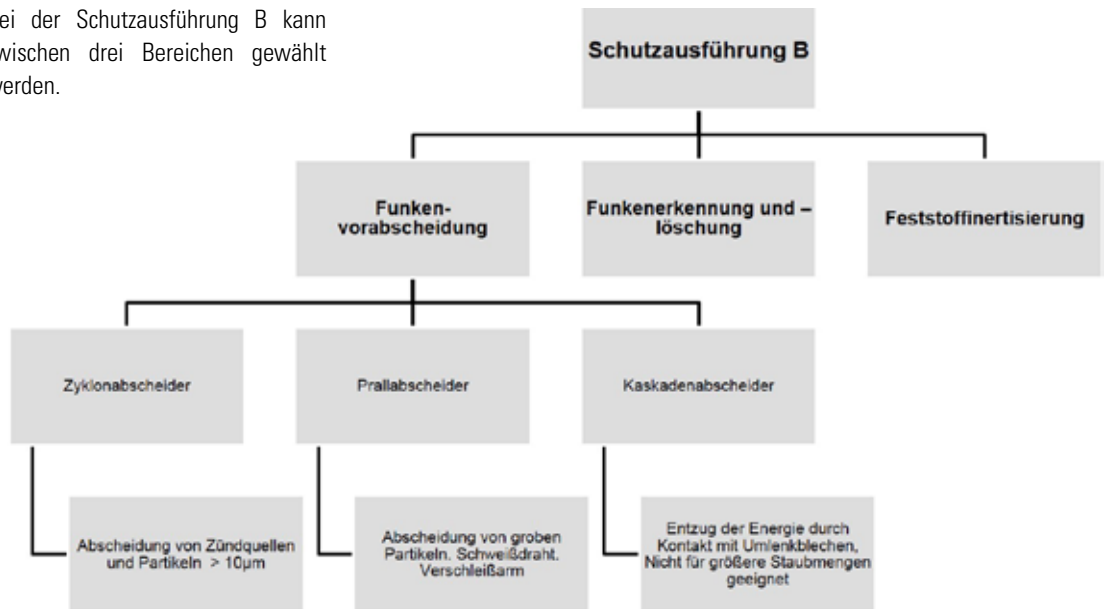 ei der Schutzausführung B kann
wischen drei Bereichen gewählt
erden.
Schutzausführung B
Funken-
vorabscheidung
Funkenerkennung und –
löschung
Feststoffinertisierung
Zyklonabscheider
Prallabscheider
Kaskadenabscheider
Abscheidung von Zündquellen
und Partikeln > 10µm
Abscheidung von groben
Partikeln. Schweißdraht.
Verschleißarm
Entzug der Energie durch
Kontakt mit Umlenkblechen,
Nicht für größere Staubmengen
geeignet